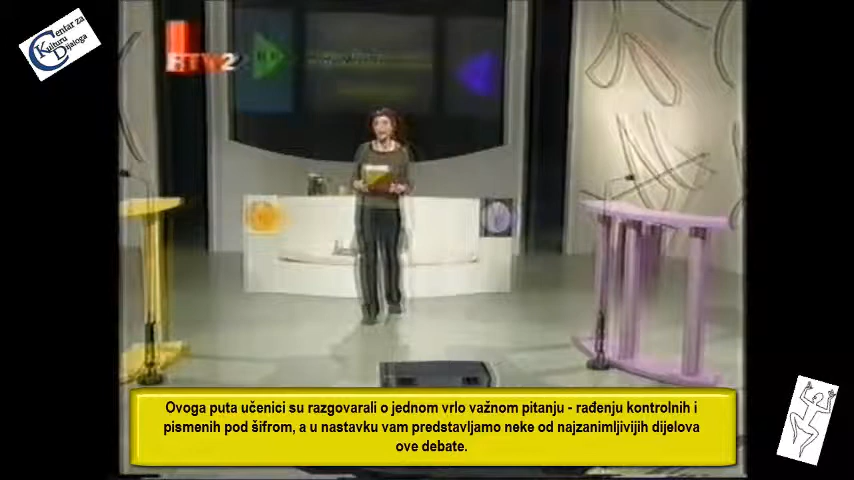 Centar za
Kulturu
Dijaloga
RTV2
Ovoga puta učenici su razgovarali o jednom vrlo važnom pitanju - rađenju kontrolnih i
pismenih pod šifrom, a u nastavku vam predstavljamo neke od najzanimljivijih dijelova
ove debate.